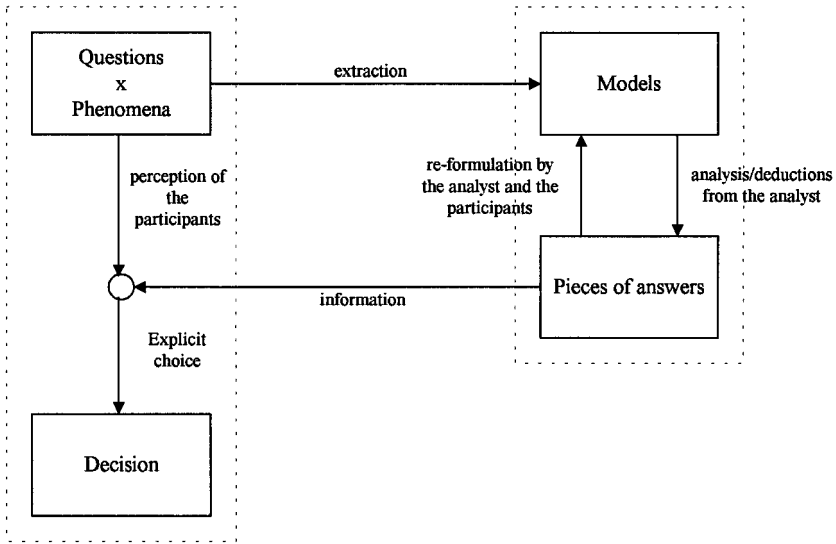 Questions
x
Phenomena
extraction
Models
perception of
the
participants
re-formulation by
the analyst and the
participants
analysis/deductions
from the analyst
information
Pieces of answers
Explicit
choice
Decision